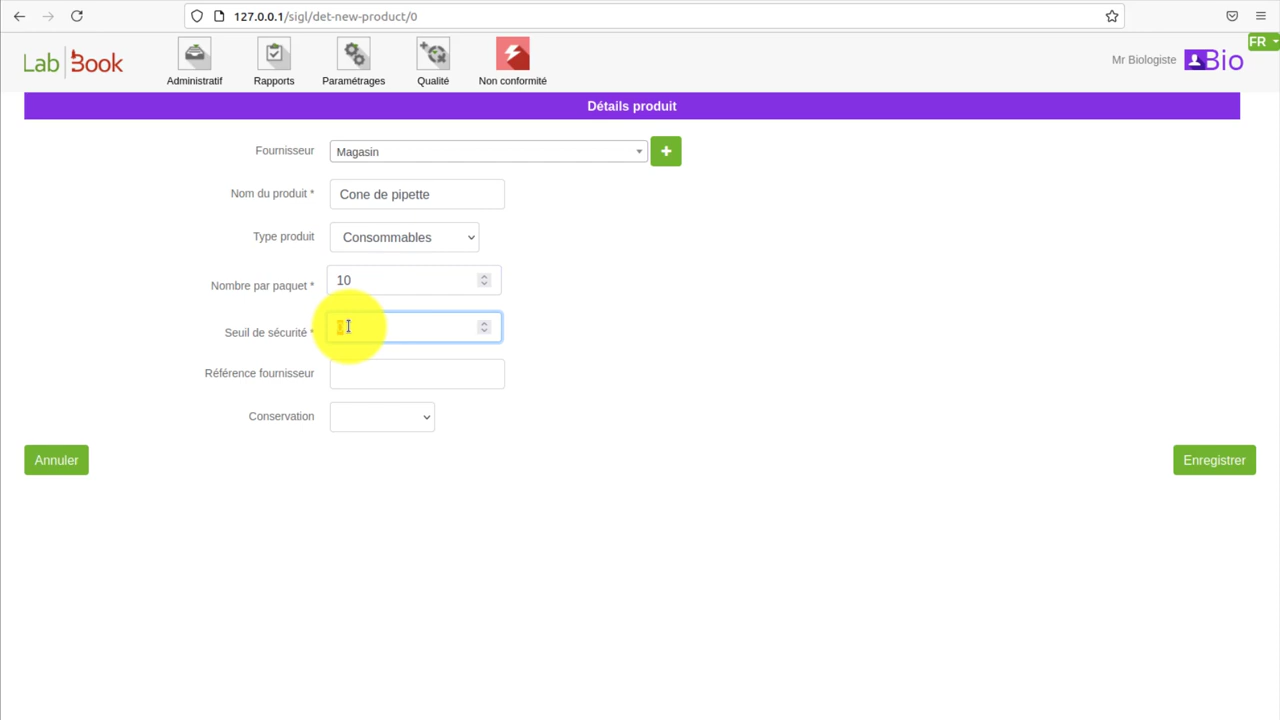 127.0.0.1/sigl/det-new-product/0
FR
Lab Book
Administratif
Rapports
Paramétrages
Qualité
Non conformité
Mr Biologiste
Bio
Détails produit
Fournisseur
Magasin
+
Nom du produit *
Cone de pipette
Type produit
Consommables
Nombre par paquet *
10
Seuil de sécurité *
Référence fournisseur
Conservation
Annuler
Enregistrer